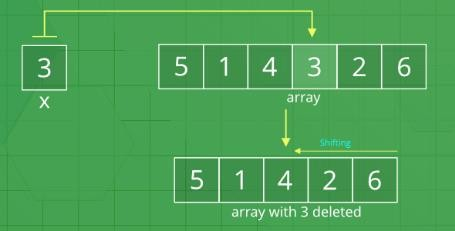 3
x
5 1 4 3 2 6
array
Shifting
5 1 4 2 6
array with 3 deleted